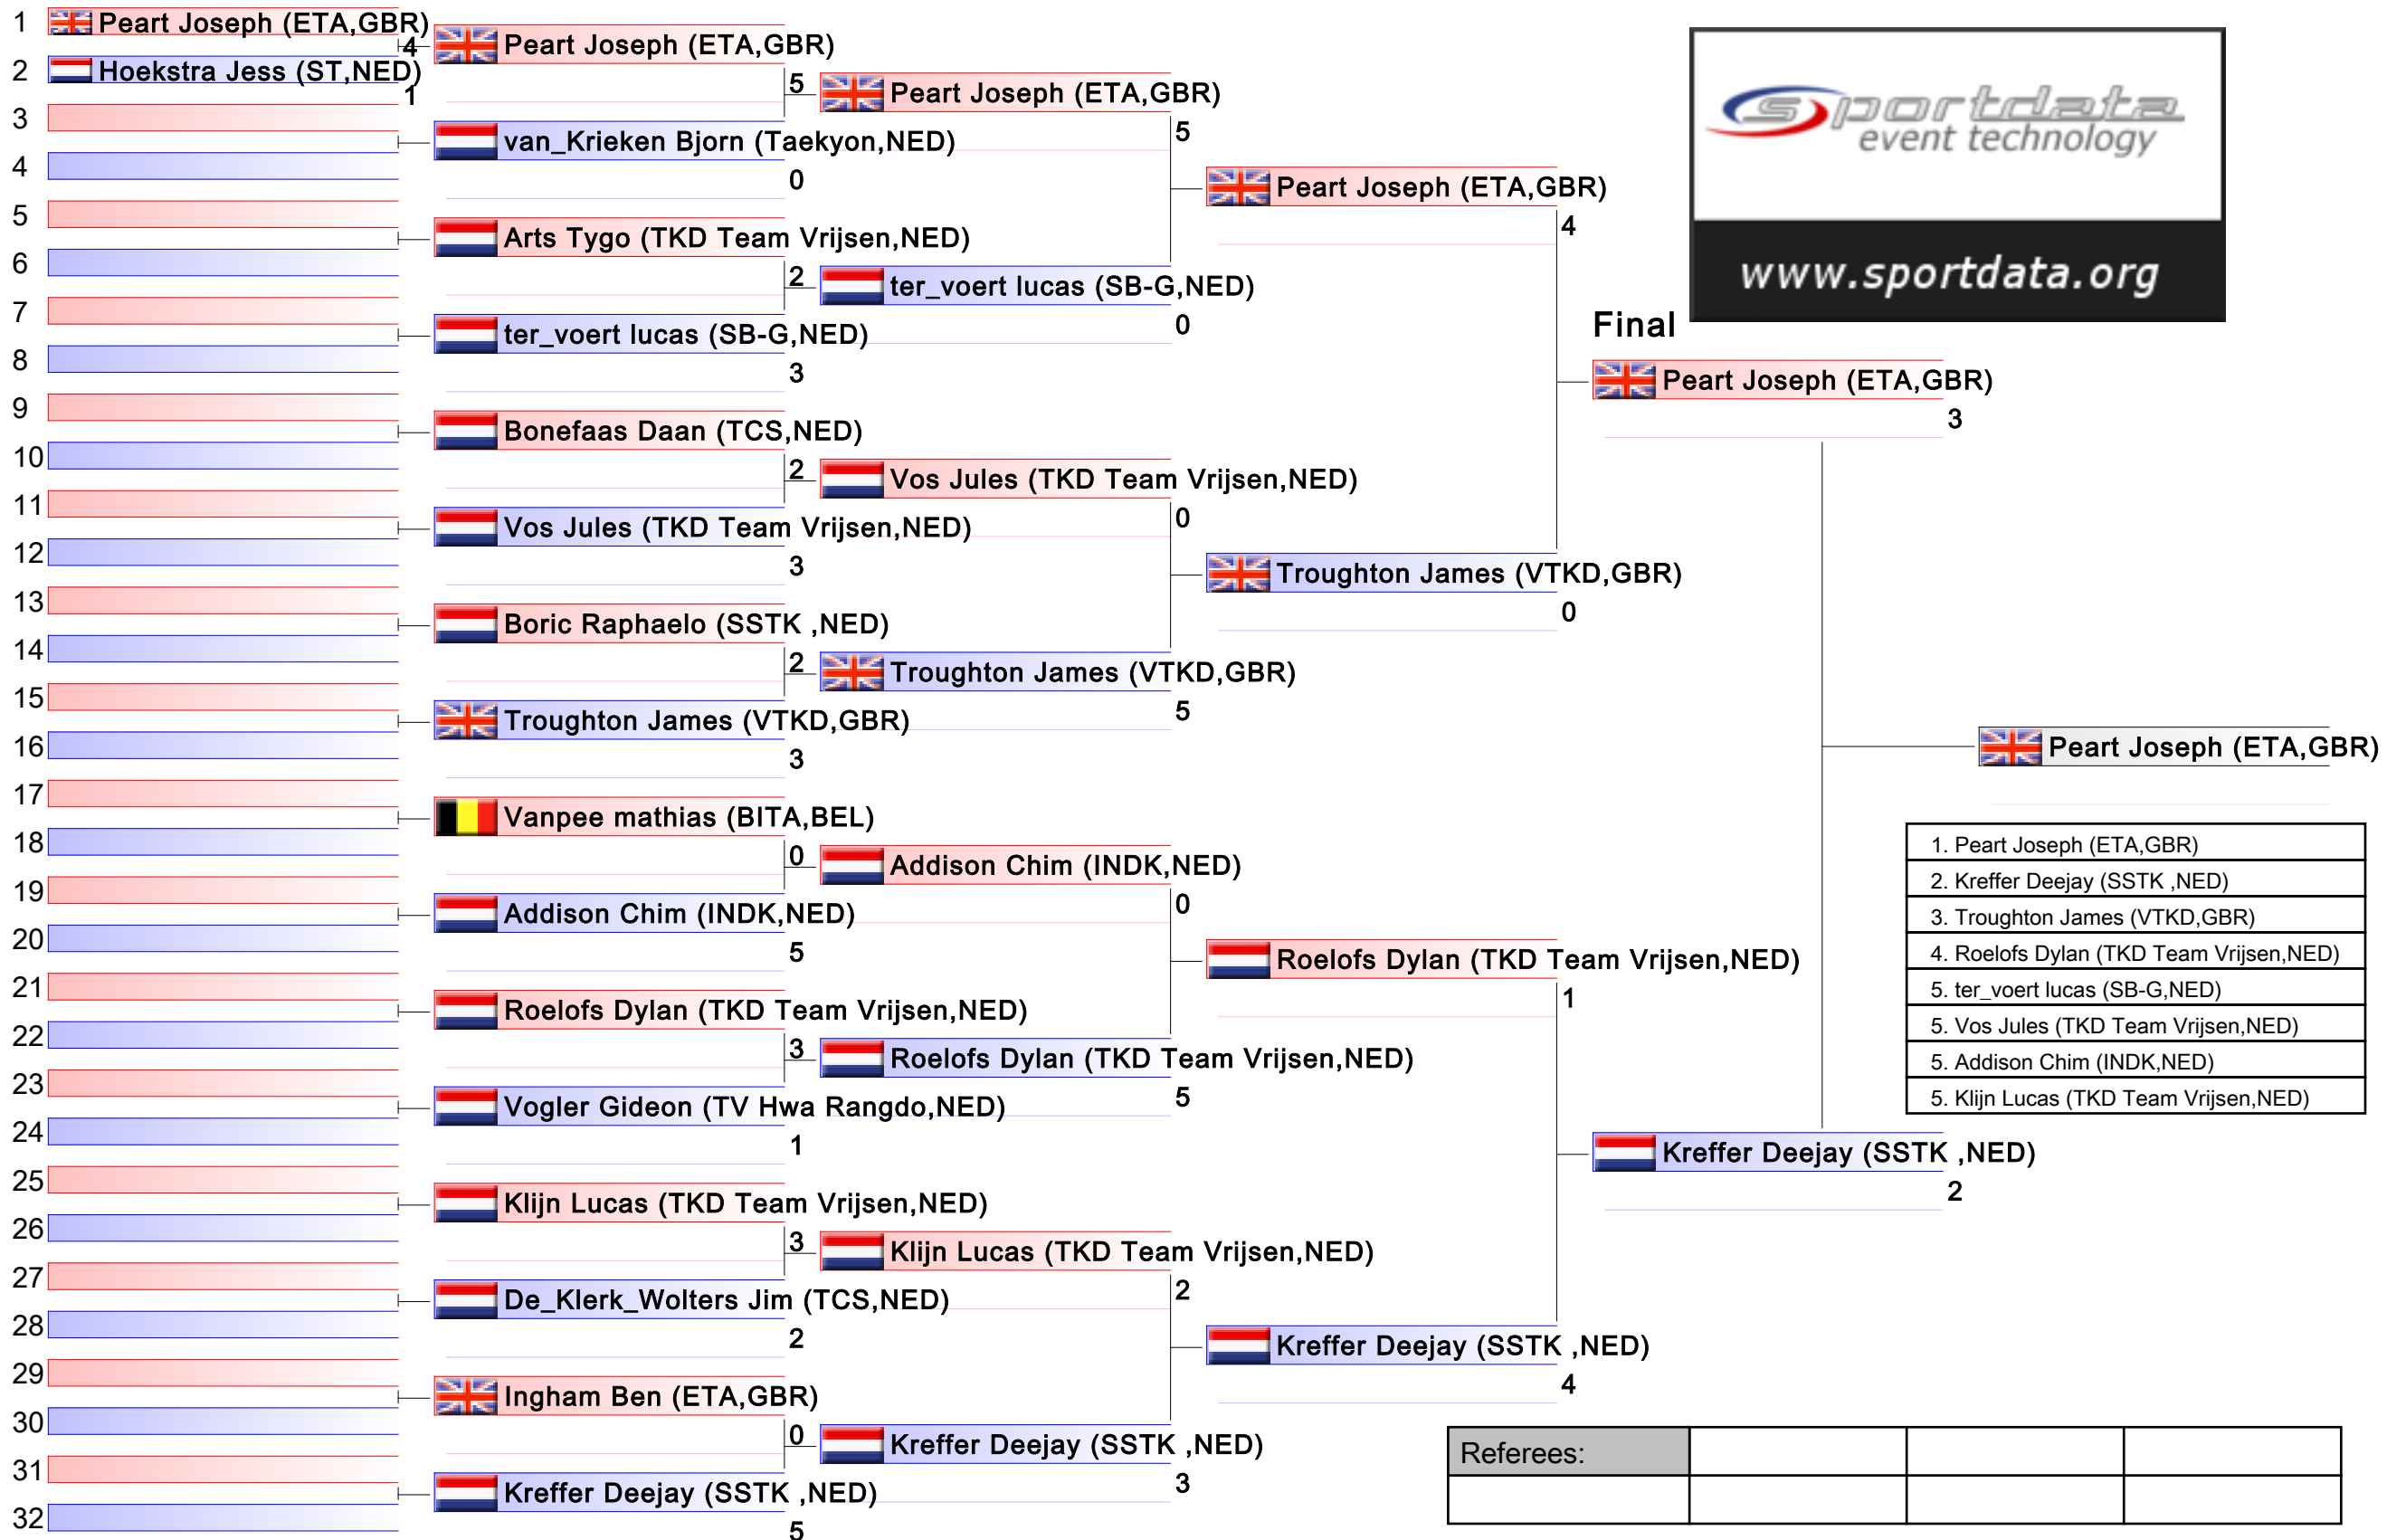 1 Peart Joseph (ETA,GBR)
4
2 Hoekstra Jess (ST,NED)
1
3
4
5
6
7
8
9
10
11
12
13
14
15
16
17
18
19
20
21
22
23
24
25
26
27
28
29
30
31
32
Peart Joseph (ETA,GBR)
5
van_Krieken Bjorn (Taekyon,NED)
0
Arts Tygo (TKD Team Vrijsen,NED)
2
ter_voert lucas (SB-G,NED)
3
Bonefaas Daan (TCS,NED)
2
Vos Jules (TKD Team Vrijsen,NED)
3
Boric Raphaelo (SSTK ,NED)
2
Troughton James (VTKD,GBR)
3
Vanpee mathias (BITA,BEL)
0
Addison Chim (INDK,NED)
5
Roelofs Dylan (TKD Team Vrijsen,NED)
3
Vogler Gideon (TV Hwa Rangdo,NED)
1
Klijn Lucas (TKD Team Vrijsen,NED)
3
De_Klerk_Wolters Jim (TCS,NED)
2
Ingham Ben (ETA,GBR)
0
Kreffer Deejay (SSTK ,NED)
5
Peart Joseph (ETA,GBR)
5
ter_voert lucas (SB-G,NED)
0
Vos Jules (TKD Team Vrijsen,NED)
0
Troughton James (VTKD,GBR)
5
Addison Chim (INDK,NED)
0
Roelofs Dylan (TKD Team Vrijsen,NED)
5
Klijn Lucas (TKD Team Vrijsen,NED)
2
Kreffer Deejay (SSTK ,NED)
3
Peart Joseph (ETA,GBR)
4
Troughton James (VTKD,GBR)
0
Roelofs Dylan (TKD Team Vrijsen,NED)
1
Kreffer Deejay (SSTK ,NED)
4
Final
Peart Joseph (ETA,GBR)
3
Kreffer Deejay (SSTK ,NED)
2
sportdata
event technology
www.sportdata.org
Peart Joseph (ETA,GBR)
1. Peart Joseph (ETA,GBR)
2. Kreffer Deejay (SSTK ,NED)
3. Troughton James (VTKD,GBR)
4. Roelofs Dylan (TKD Team Vrijsen,NED)
5. ter_voert lucas (SB-G,NED)
5. Vos Jules (TKD Team Vrijsen,NED)
5. Addison Chim (INDK,NED)
5. Klijn Lucas (TKD Team Vrijsen,NED)
Referees: